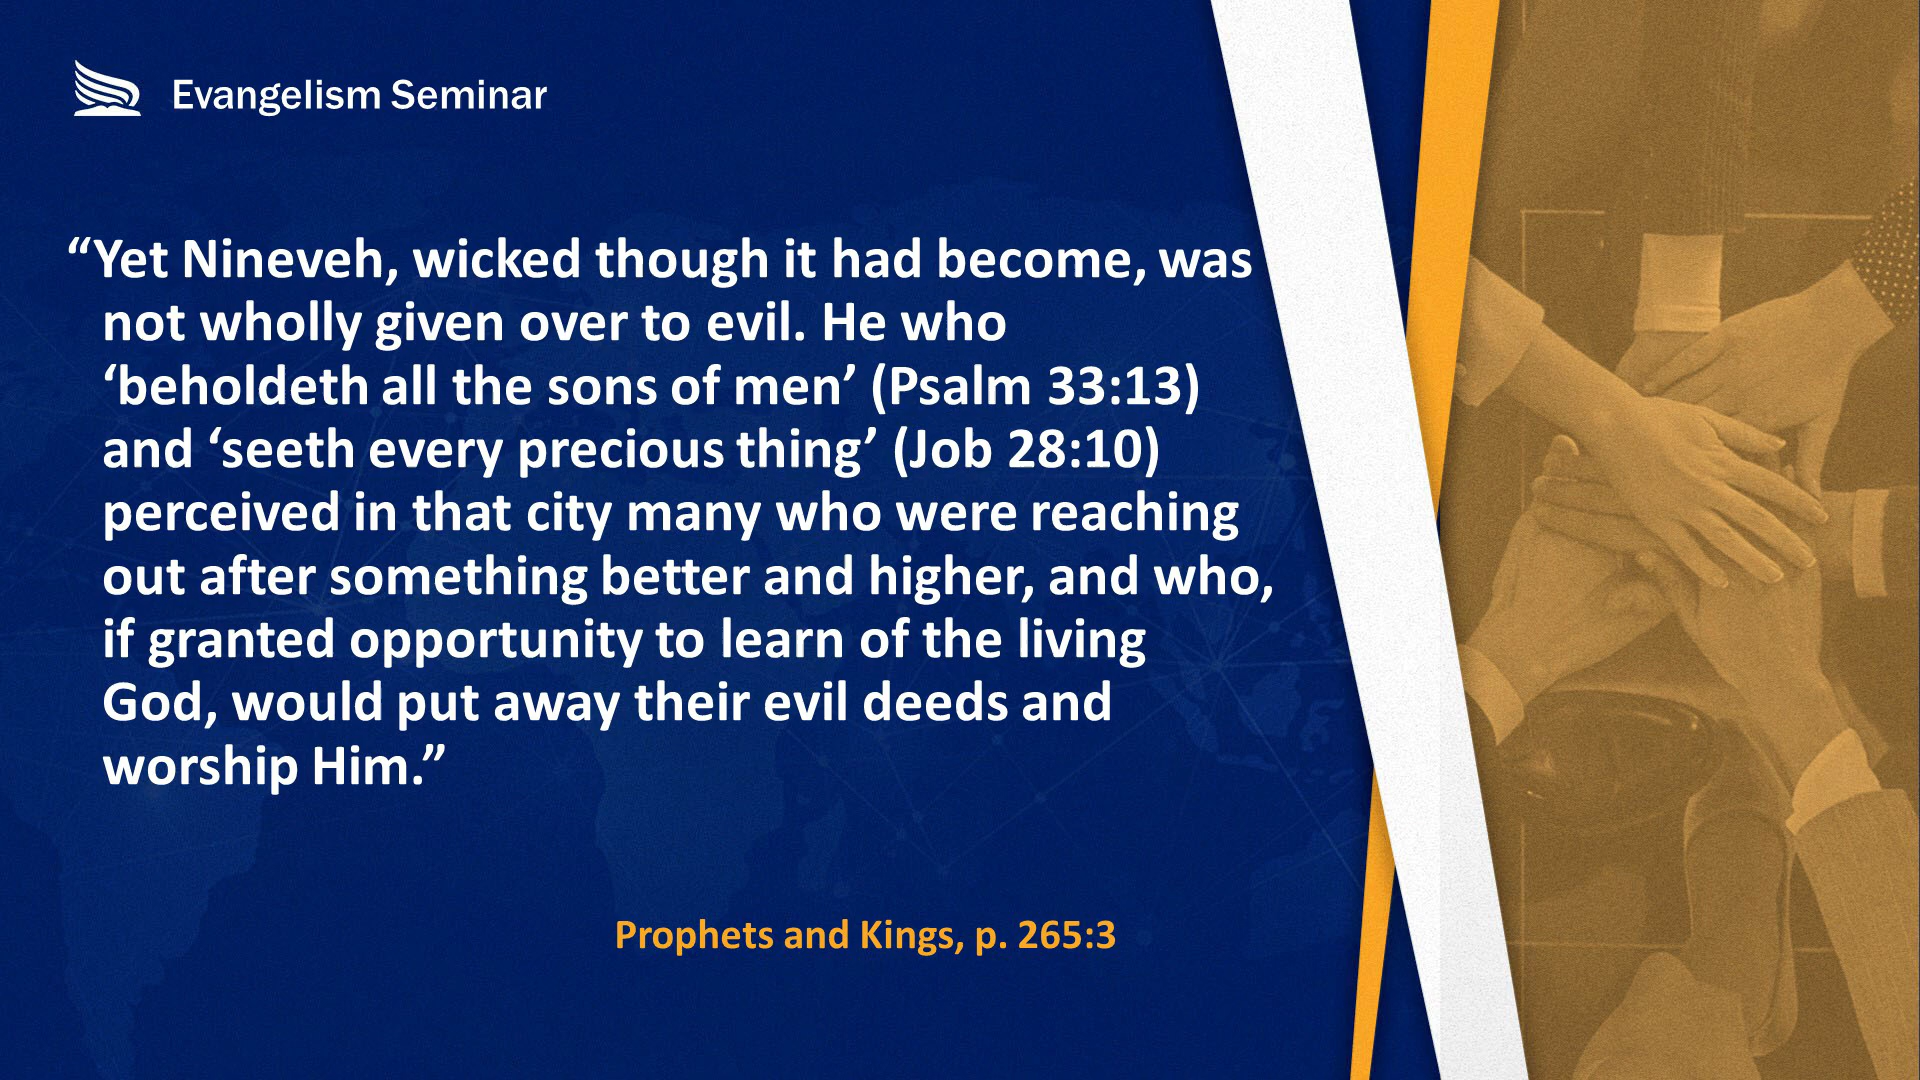 Evangelism Seminar
“Yet Nineveh, wicked though it had become, was
not wholly given over to evil. He who
‘beholdeth all the sons of men’ (Psalm 33:13)
and ‘seeth every precious thing’ (Job 28:10)
perceived in that city many who were reaching
out after something better and higher, and who,
if granted opportunity to learn of the living
God, would put away their evil deeds and
worship Him.”
Prophets and Kings, p. 265:3